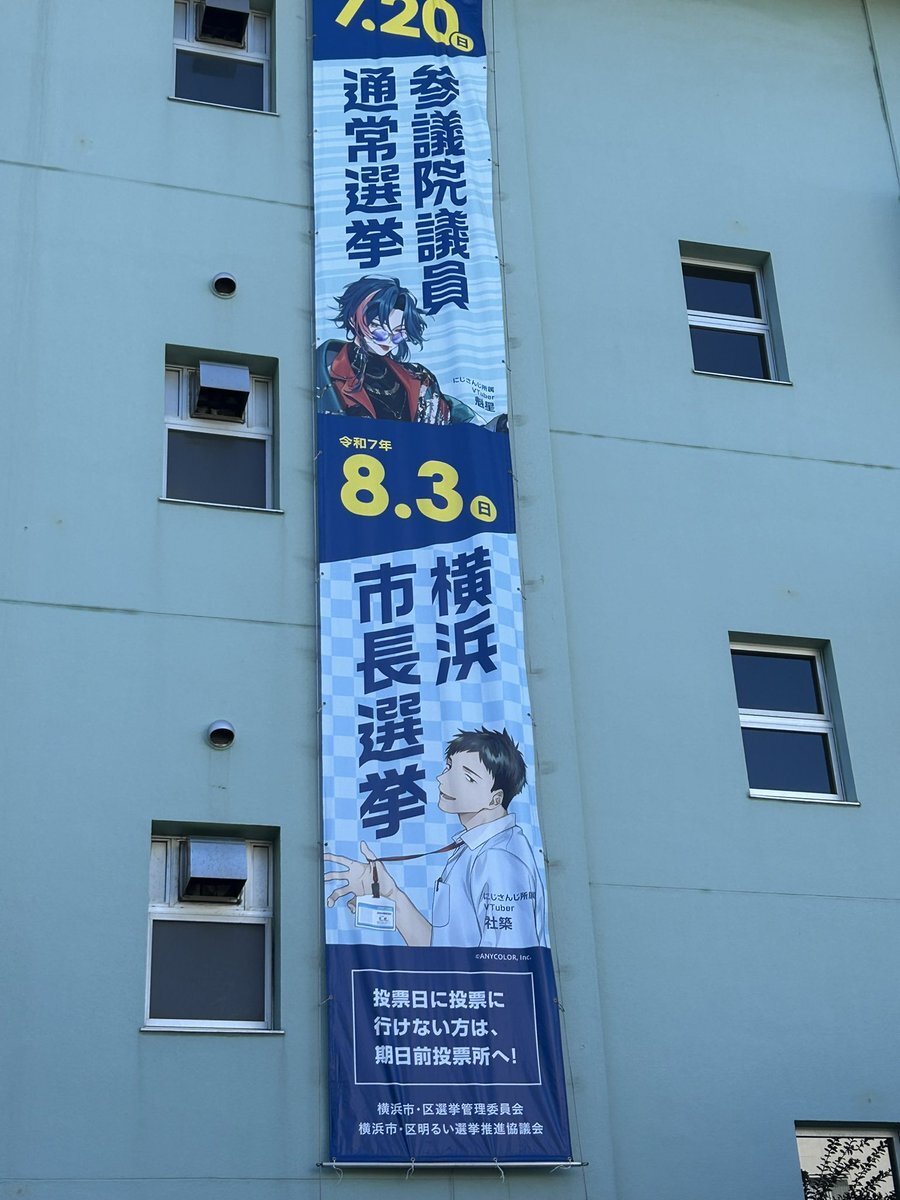 7.20日
参議院議員
通常選挙
にじさんじ所属
VTuber
魁星
令和7年
8.3日
横浜
市長選挙
にじさんじ所属
VTuber
社築
©ANYCOLOR, Inc.
投票日に投票に
行けない方は、
期日前投票所へ!
横浜市・区選挙管理委員会
横浜市・区明るい選挙推進協議会